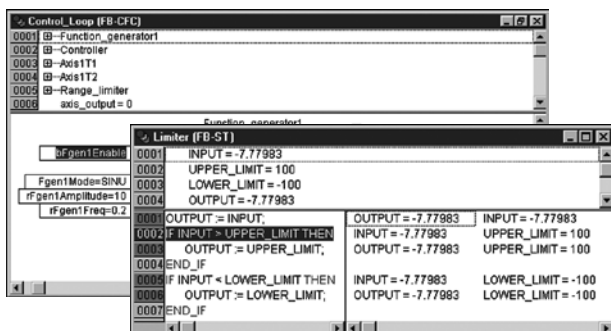 Control_Loop (FB-CFC)
0001 Function_generator1
0002 Controller
0003 Axis1T1
0004 Axis1T2
0005 Range_limiter
0006 axis_output = 0
Function_generator1
bFgen1Enable
Fgen1Mode=SINU
rFgen1Amplitude=10
rFgen1Freq=0.2
Limiter (FB-ST)
0001 INPUT = -7.77983
0002 UPPER_LIMIT = 100
0003 LOWER_LIMIT = -100
0004 OUTPUT = -7.77983
0001 OUTPUT := INPUT; OUTPUT = -7.77983 INPUT = -7.77983
0002 IF INPUT > UPPER_LIMIT THEN INPUT = -7.77983 UPPER_LIMIT = 100
0003 OUTPUT := UPPER_LIMIT; OUTPUT = -7.77983 UPPER_LIMIT = 100
0004 END_IF
0005 IF INPUT < LOWER_LIMIT THEN INPUT = -7.77983 LOWER_LIMIT = -100
0006 OUTPUT := LOWER_LIMIT; OUTPUT = -7.77983 LOWER_LIMIT = -100
0007 END_IF